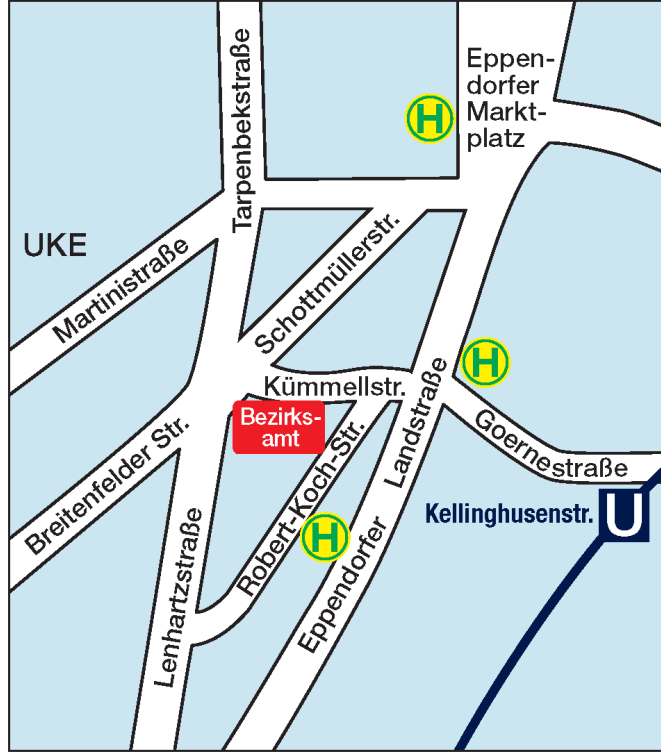 Eppen-
dorfer
Markt-
platz
H
Tarpenbekstraße
UKE
Martinistraße
Schottmüllerstr.
H
Kümmellstr.
Bezirks-
amt
Landstraße
Goernestraße
Breitenfelder Str.
Robert-Koch-Str.
Kellinghusenstr.
U
H
Eppendorfer
Lenhartzstraße